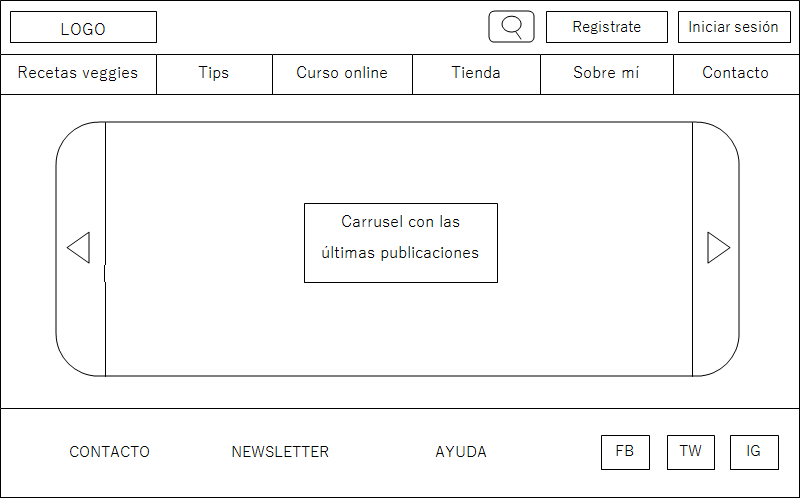 LOGO
Registrate
Iniciar sesión
Recetas veggies
Tips
Curso online
Tienda
Sobre mí
Contacto
Carrusel con las
últimas publicaciones
CONTACTO
NEWSLETTER
AYUDA
FB
TW
IG